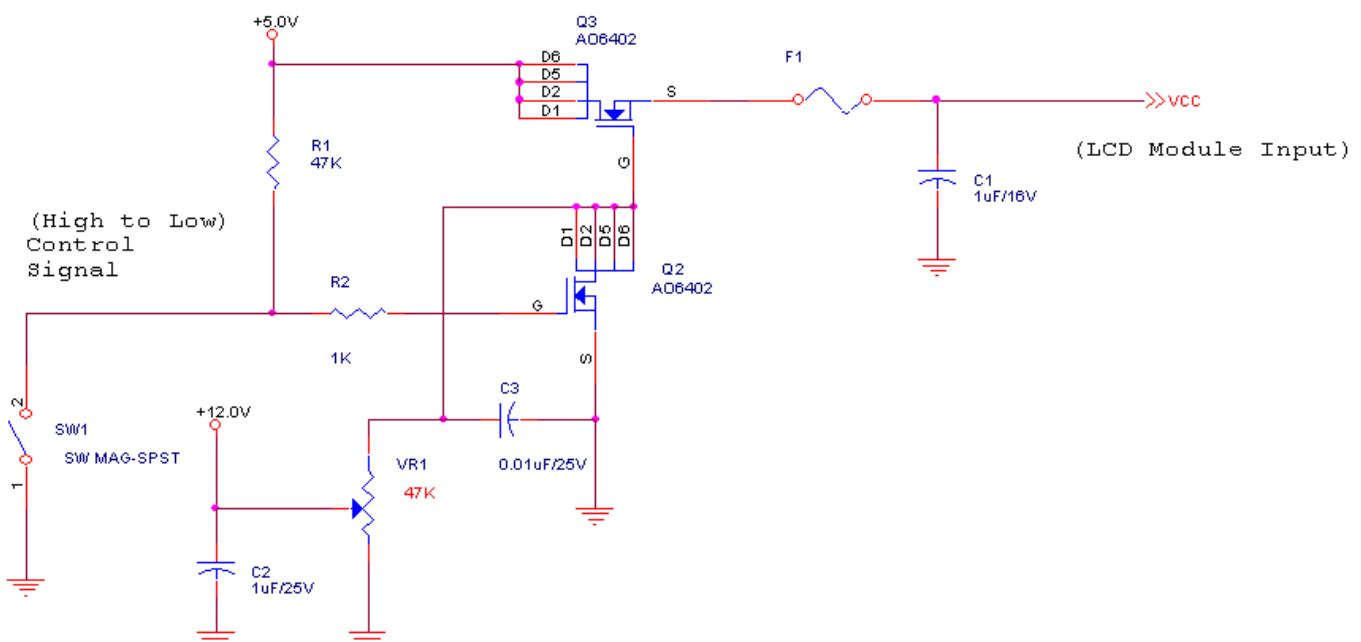 +5.0V
Q3
AO6402
D6
D5
D2
D1
S
G
F1
VCC
(LCD Module Input)
C1
1uF/16V
R1
47K
(High to Low)
Control
Signal
R2
1K
G
D1
D2
D5
D6
Q2
AO6402
S
C3
0.01uF/25V
2
SW1
SW MAG-SPST
1
+12.0V
VR1
47K
C2
1uF/25V